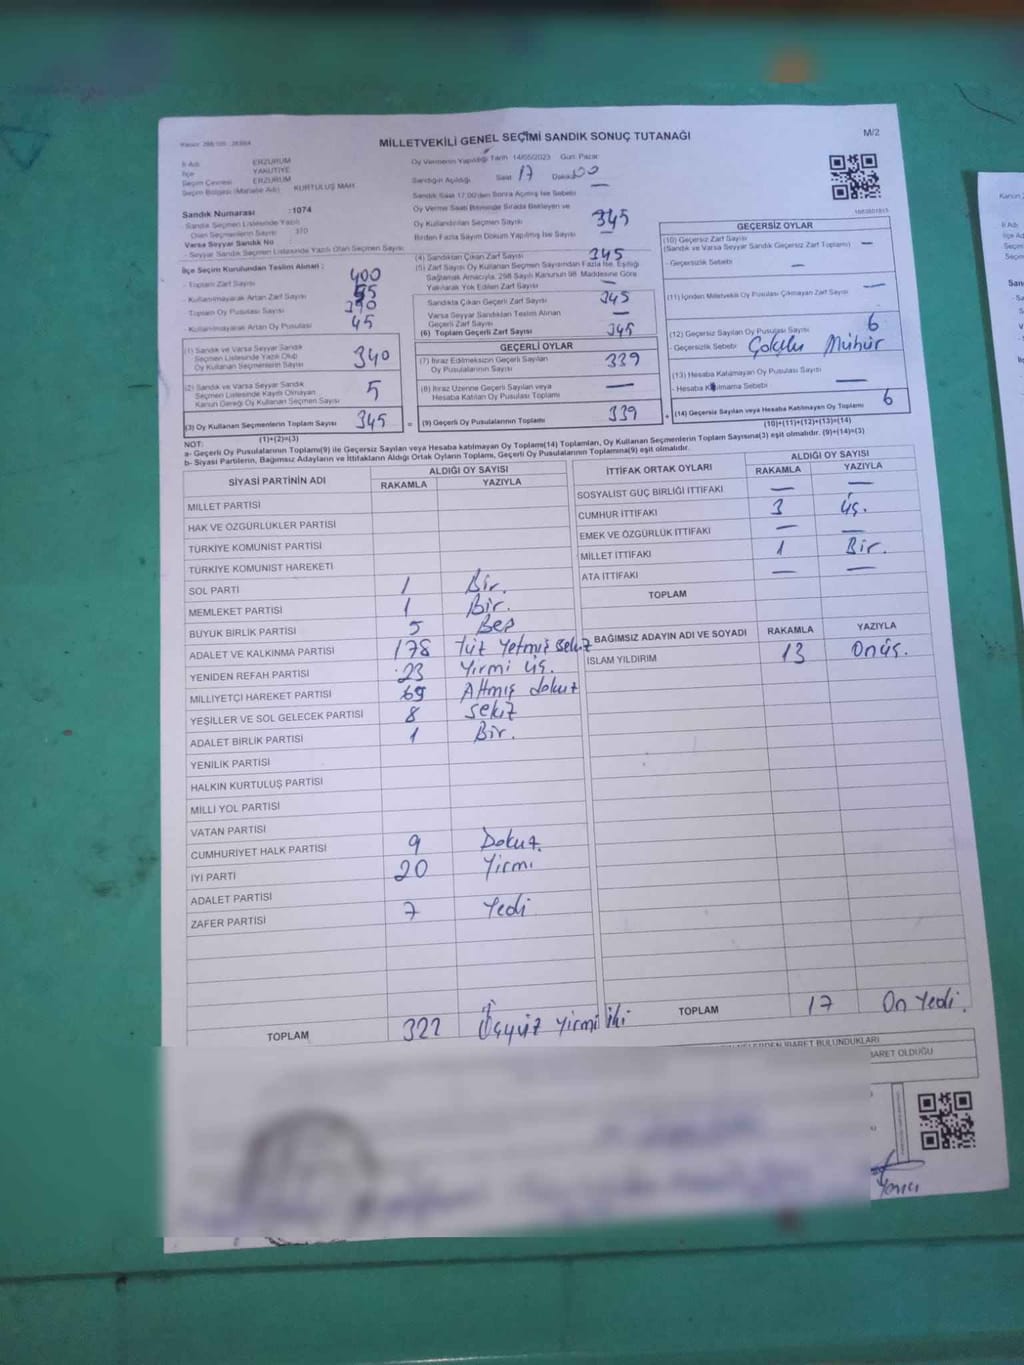 MİLLETVEKİLİ GENEL SEÇİMİ SANDIK SONUÇ TUTANAĞI
M/2
İl Adı ERZURUM
İlçe YAKUTİYE
Seçim Çevresi ERZURUM
Seçim Bölgesi (Mahalle Adı) KURTULUŞ MAH
Sandık Numarası :1074
Sandık Seçmen Listesinde Yazılı
Olan Seçmenlerin Sayısı : 370
Varsa Seyyar Sandık No
- Seyyar Sandık Seçmen Listesinde Yazılı Olan Seçmen Sayısı
İlçe Seçim Kurulundan Teslim Alınan :
- Toplam Zarf Sayısı 400
- Kullanılmayarak Artan Zarf Sayısı 55
- Toplam Oy Pusulası Sayısı 390
- Kullanılmayarak Artan Oy Pusulası 45
(1) Sandık ve Varsa Seyyar Sandık
Seçmen Listesinde Yazılı Olup
Oy Kullanan Seçmenlerin Sayısı 340
(2) Sandık ve Varsa Seyyar Sandık
Seçmen Listesinde Kayıtlı Olmayan
Kanun Gereği Oy Kullanan Seçmen Sayısı 5
(3) Oy Kullanan Seçmenlerin Toplam Sayısı 345
(1)+(2)=(3)
Oy Vermenin Yapıldığı Tarih 14/05/2023 Gün: Pazar
Sandığın Açıldığı Saat 17 Dakika 00
Sandık Saat 17:00'den Sonra Açılmış İse Sebebi —
Oy Verme Saati Bitiminde Sırada Bekleyen ve
Oy Kullandırılan Seçmen Sayısı 345
Birden Fazla Sayım Döküm Yapılmış İse Sayısı —
(4) Sandıktan Çıkan Zarf Sayısı 345
(5) Zarf Sayısı Oy Kullanan Seçmen Sayısından Fazla İse, Eşitliği
Sağlamak Amacıyla, 298 Sayılı Kanunun 98. Maddesine Göre
Yakılarak Yok Edilen Zarf Sayısı —
Sandıkta Çıkan Geçerli Zarf Sayısı 345
Varsa Seyyar Sandıktan Teslim Alınan
Geçerli Zarf Sayısı —
(6) Toplam Geçerli Zarf Sayısı 345
GEÇERLİ OYLAR
(7) İtiraz Edilmeksizin Geçerli Sayılan
Oy Pusulasının Sayısı 339
(8) İtiraz Üzerine Geçerli Sayılan veya
Hesaba Katılan Oy Pusulası Toplamı —
= (9) Geçerli Oy Pusulalarının Toplamı 339
GEÇERSİZ OYLAR
(10) Geçersiz Zarf Sayısı —
(Sandık ve Varsa Seyyar Sandık Geçersiz Zarf Toplamı)
- Geçersizlik Sebebi —
(11) İçinden Milletvekili Oy Pusulası Çıkmayan Zarf Sayısı —
(12) Geçersiz Sayılan Oy Pusulası Sayısı 6
- Geçersizlik Sebebi Çoklu Mühür
(13) Hesaba Katılmayan Oy Pusulası Sayısı
- Hesaba Katılmama Sebebi —
+ (14) Geçersiz Sayılan veya Hesaba Katılmayan Oy Toplamı 6
(10)+(11)+(12)+(13)=(14)
NOT:
a- Geçerli Oy Pusulalarının Toplamı(9) ile Geçersiz Sayılan veya Hesaba katılmayan Oy Toplamı(14) Toplamları, Oy Kullanan Seçmenlerin Toplam Sayısına(3) eşit olmalıdır. (9)+(14)=(3)
b- Siyasi Partilerin, Bağımsız Adayların ve İttifakların Aldığı Ortak Oyların Toplamı, Geçerli Oy Pusulalarının Toplamına(9) eşit olmalıdır.
SİYASİ PARTİNİN ADI ALDIĞI OY SAYISI
RAKAMLA YAZIYLA
MİLLET PARTİSİ
HAK VE ÖZGÜRLÜKLER PARTİSİ
TÜRKİYE KOMÜNİST PARTİSİ
TÜRKİYE KOMÜNİST HAREKETİ
SOL PARTİ 1 Bir.
MEMLEKET PARTİSİ 1 Bir.
BÜYÜK BİRLİK PARTİSİ 5 Beş
ADALET VE KALKINMA PARTİSİ 178 Yüz Yetmiş sekiz
YENİDEN REFAH PARTİSİ 23 Yirmi üç.
MİLLİYETÇİ HAREKET PARTİSİ 69 Altmış dokuz
YEŞİLLER VE SOL GELECEK PARTİSİ 8 Sekiz
ADALET BİRLİK PARTİSİ 1 Bir.
YENİLİK PARTİSİ
HALKIN KURTULUŞ PARTİSİ
MİLLİ YOL PARTİSİ
VATAN PARTİSİ
CUMHURİYET HALK PARTİSİ 9 Dokuz.
İYİ PARTİ 20 Yirmi
ADALET PARTİSİ
ZAFER PARTİSİ 7 Yedi
TOPLAM 322 Üçyüz Yirmi iki
İTTİFAK ORTAK OYLARI ALDIĞI OY SAYISI
RAKAMLA YAZIYLA
SOSYALİST GÜÇ BİRLİĞİ İTTİFAKI — —
CUMHUR İTTİFAKI 3 Üç.
EMEK VE ÖZGÜRLÜK İTTİFAKI — —
MİLLET İTTİFAKI 1 Bir.
ATA İTTİFAKI — —
TOPLAM
BAĞIMSIZ ADAYIN ADI VE SOYADI RAKAMLA YAZIYLA
İSLAM YILDIRIM 13 Onüç.
TOPLAM 17 On Yedi.
İBARET BULUNDUKLARI
İBARET OLDUĞU